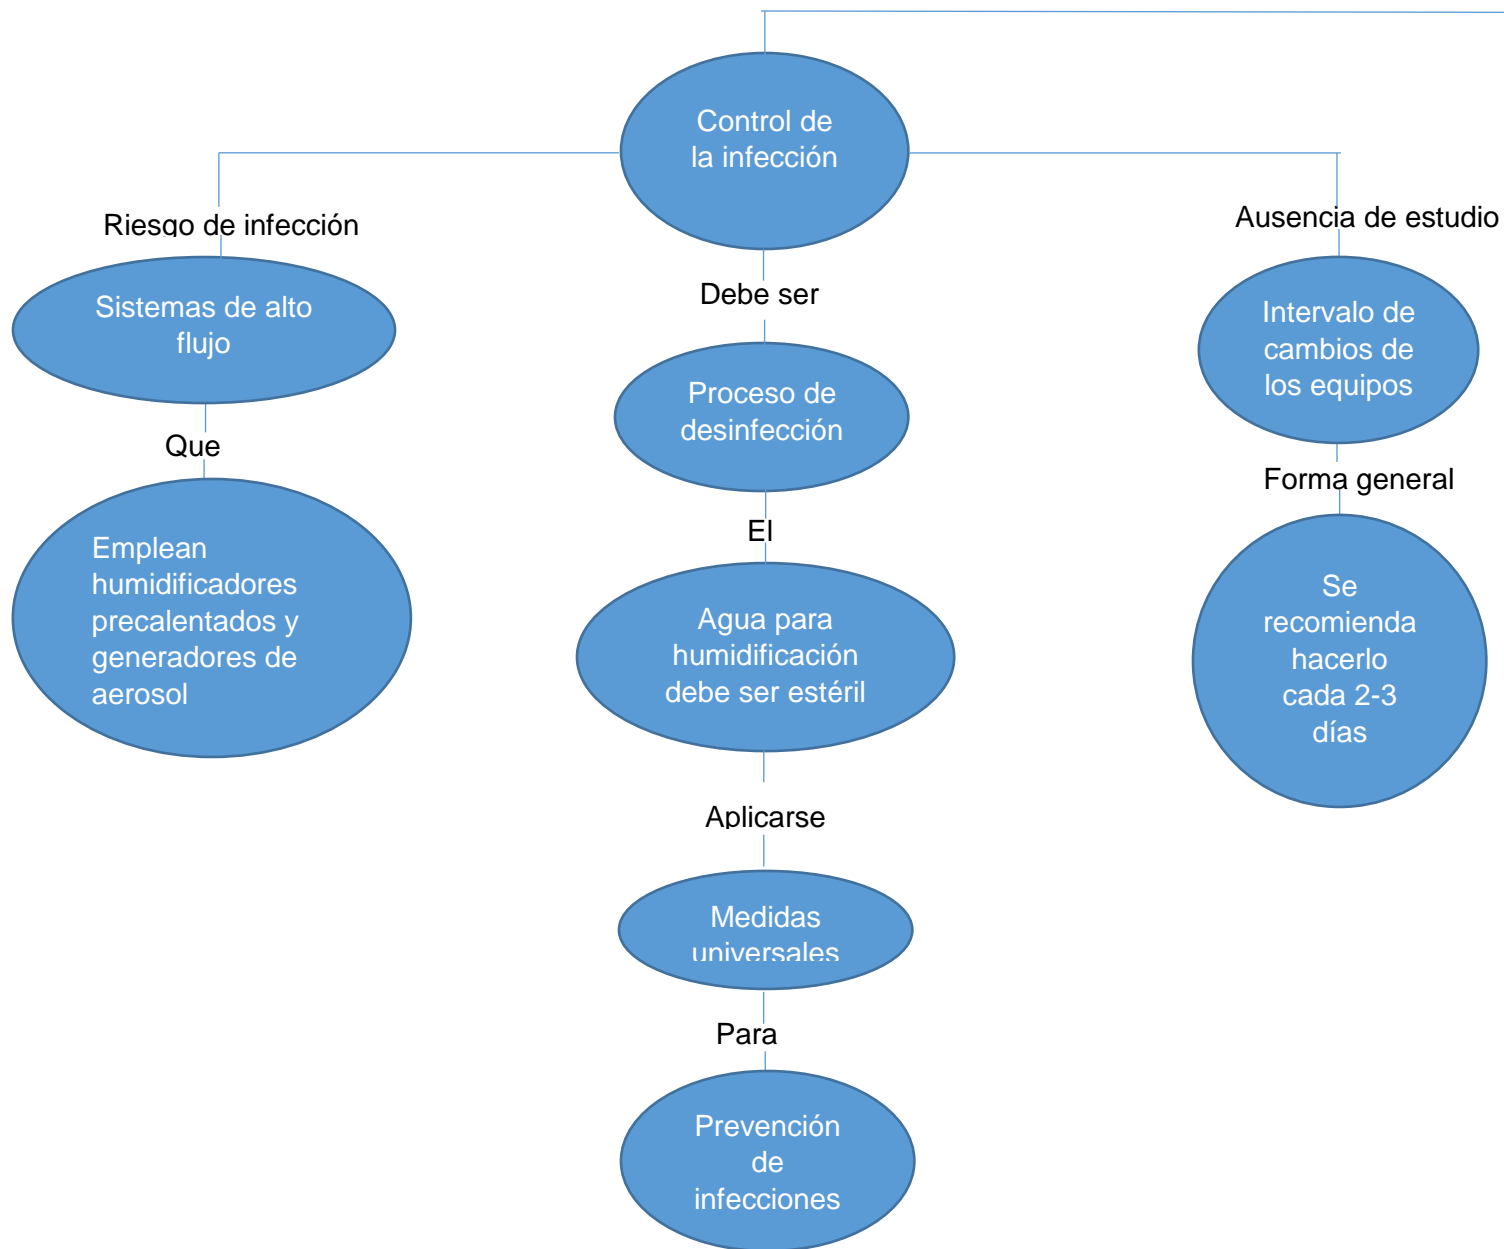 Control de
la infección
Riesgo de infección
Sistemas de alto
flujo
Que
Emplean
humidificadores
precalentados y
generadores de
aerosol
Debe ser
Proceso de
desinfección
El
Agua para
humidificación
debe ser estéril
Aplicarse
Medidas
universales
Para
Prevención
de
infecciones
Ausencia de estudio
Intervalo de
cambios de
los equipos
Forma general
Se
recomienda
hacerlo
cada 2-3
días